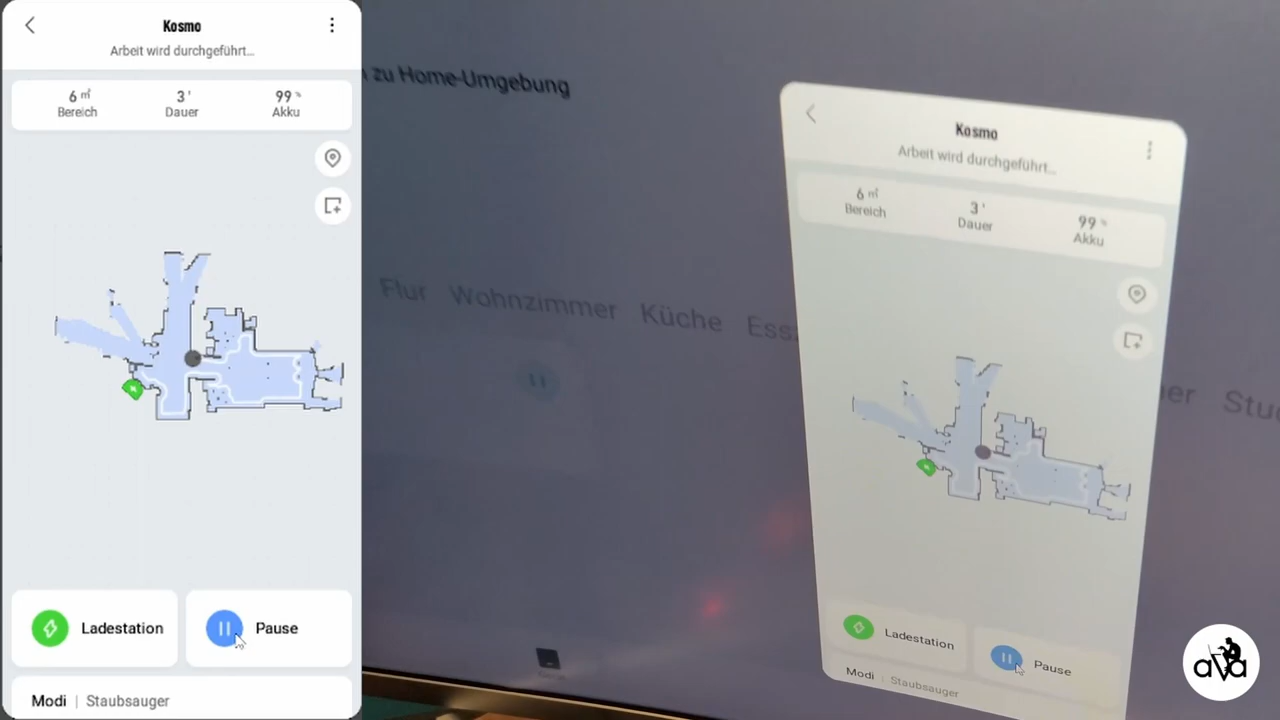 Kosmo
Arbeit wird durchgeführt...
6 ㎡
3 '
99 %
Bereich
Dauer
Akku
Ladestation
Pause
Modi | Staubsauger
zu Home-Umgebung
Flur Wohnzimmer Küche
Kosmo
Arbeit wird durchgeführt...
6 ㎡
3 '
99 %
Bereich
Dauer
Akku
Ladestation
Pause
Modi | Staubsauger
ava